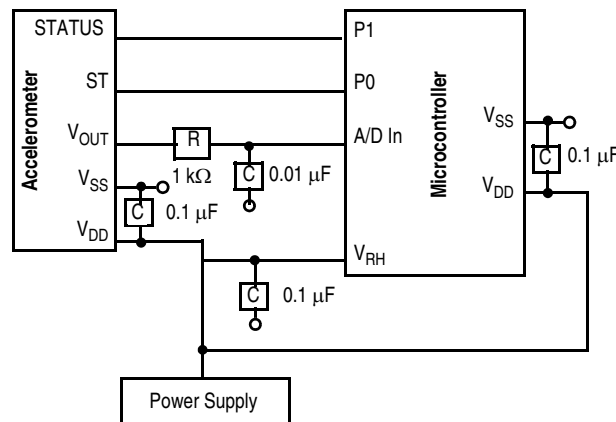 STATUS
P1
ST
P0
V_OUT
R
A/D In
1 kΩ
C
0.01 µF
V_SS
C
0.1 µF
V_DD
Accelerometer
Microcontroller
V_SS
C
0.1 µF
V_DD
V_RH
C
0.1 µF
Power Supply